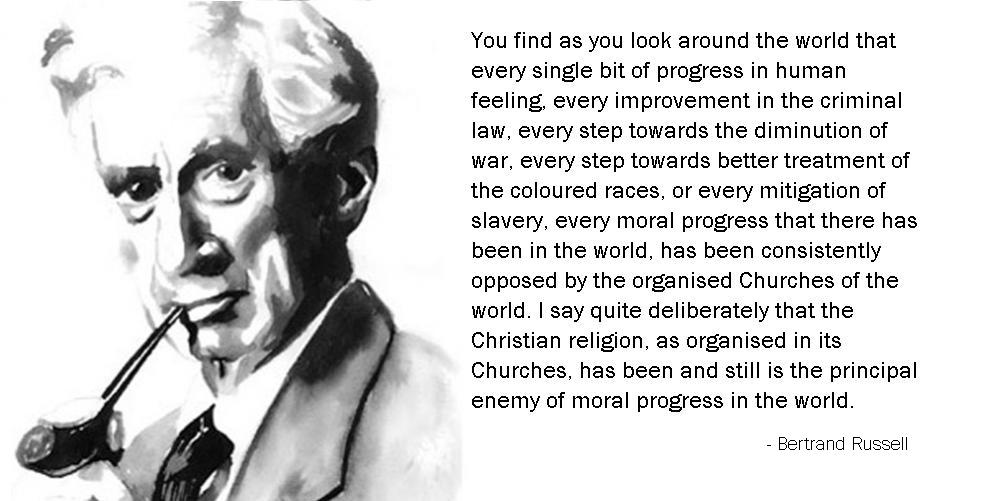 You find as you look around the world that
every single bit of progress in human
feeling, every improvement in the criminal
law, every step towards the diminution of
war, every step towards better treatment of
the coloured races, or every mitigation of
slavery, every moral progress that there has
been in the world, has been consistently
opposed by the organised Churches of the
world. I say quite deliberately that the
Christian religion, as organised in its
Churches, has been and still is the principal
enemy of moral progress in the world.
- Bertrand Russell